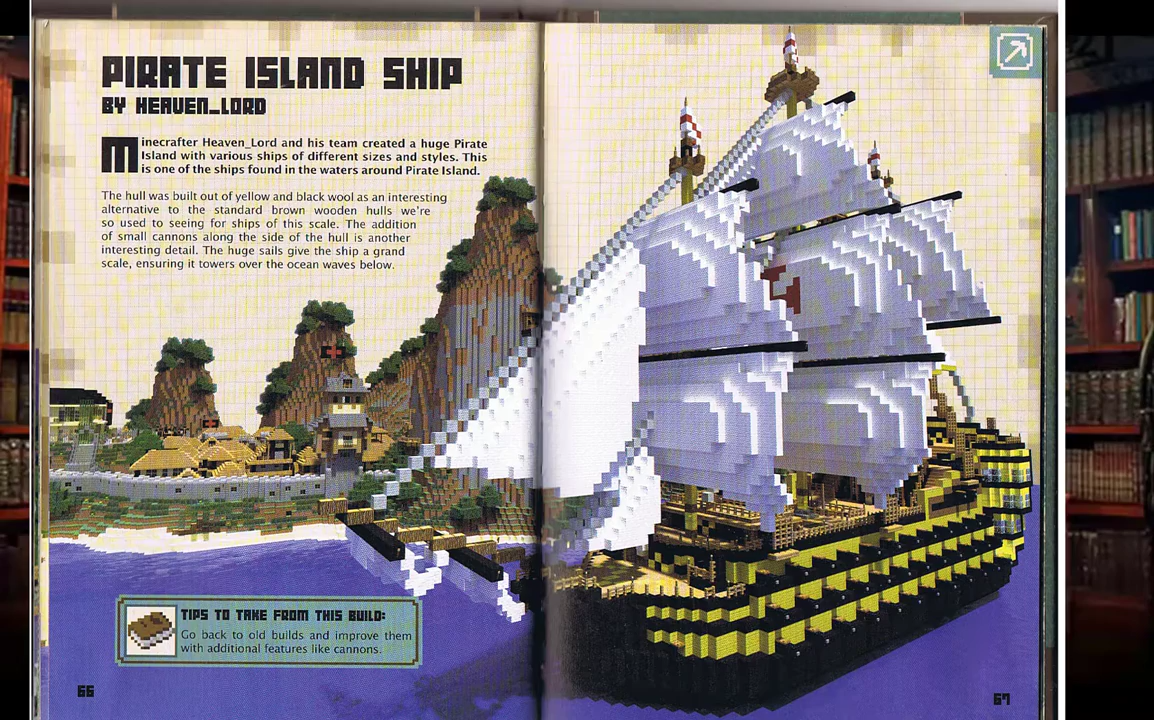 PIRATE ISLAND SHIP
BY HEAVEN_LORD
Minecrafter Heaven_Lord and his team created a huge Pirate
Island with various ships of different sizes and styles. This
is one of the ships found in the waters around Pirate Island.
The hull was built out of yellow and black wool as an interesting
alternative to the standard brown wooden hulls we're
so used to seeing for ships of this scale. The addition
of small cannons along the side of the hull is another
interesting detail. The huge sails give the ship a grand
scale, ensuring it towers over the ocean waves below.
TIPS TO TAKE FROM THIS BUILD:
Go back to old builds and improve them
with additional features like cannons.
66
67